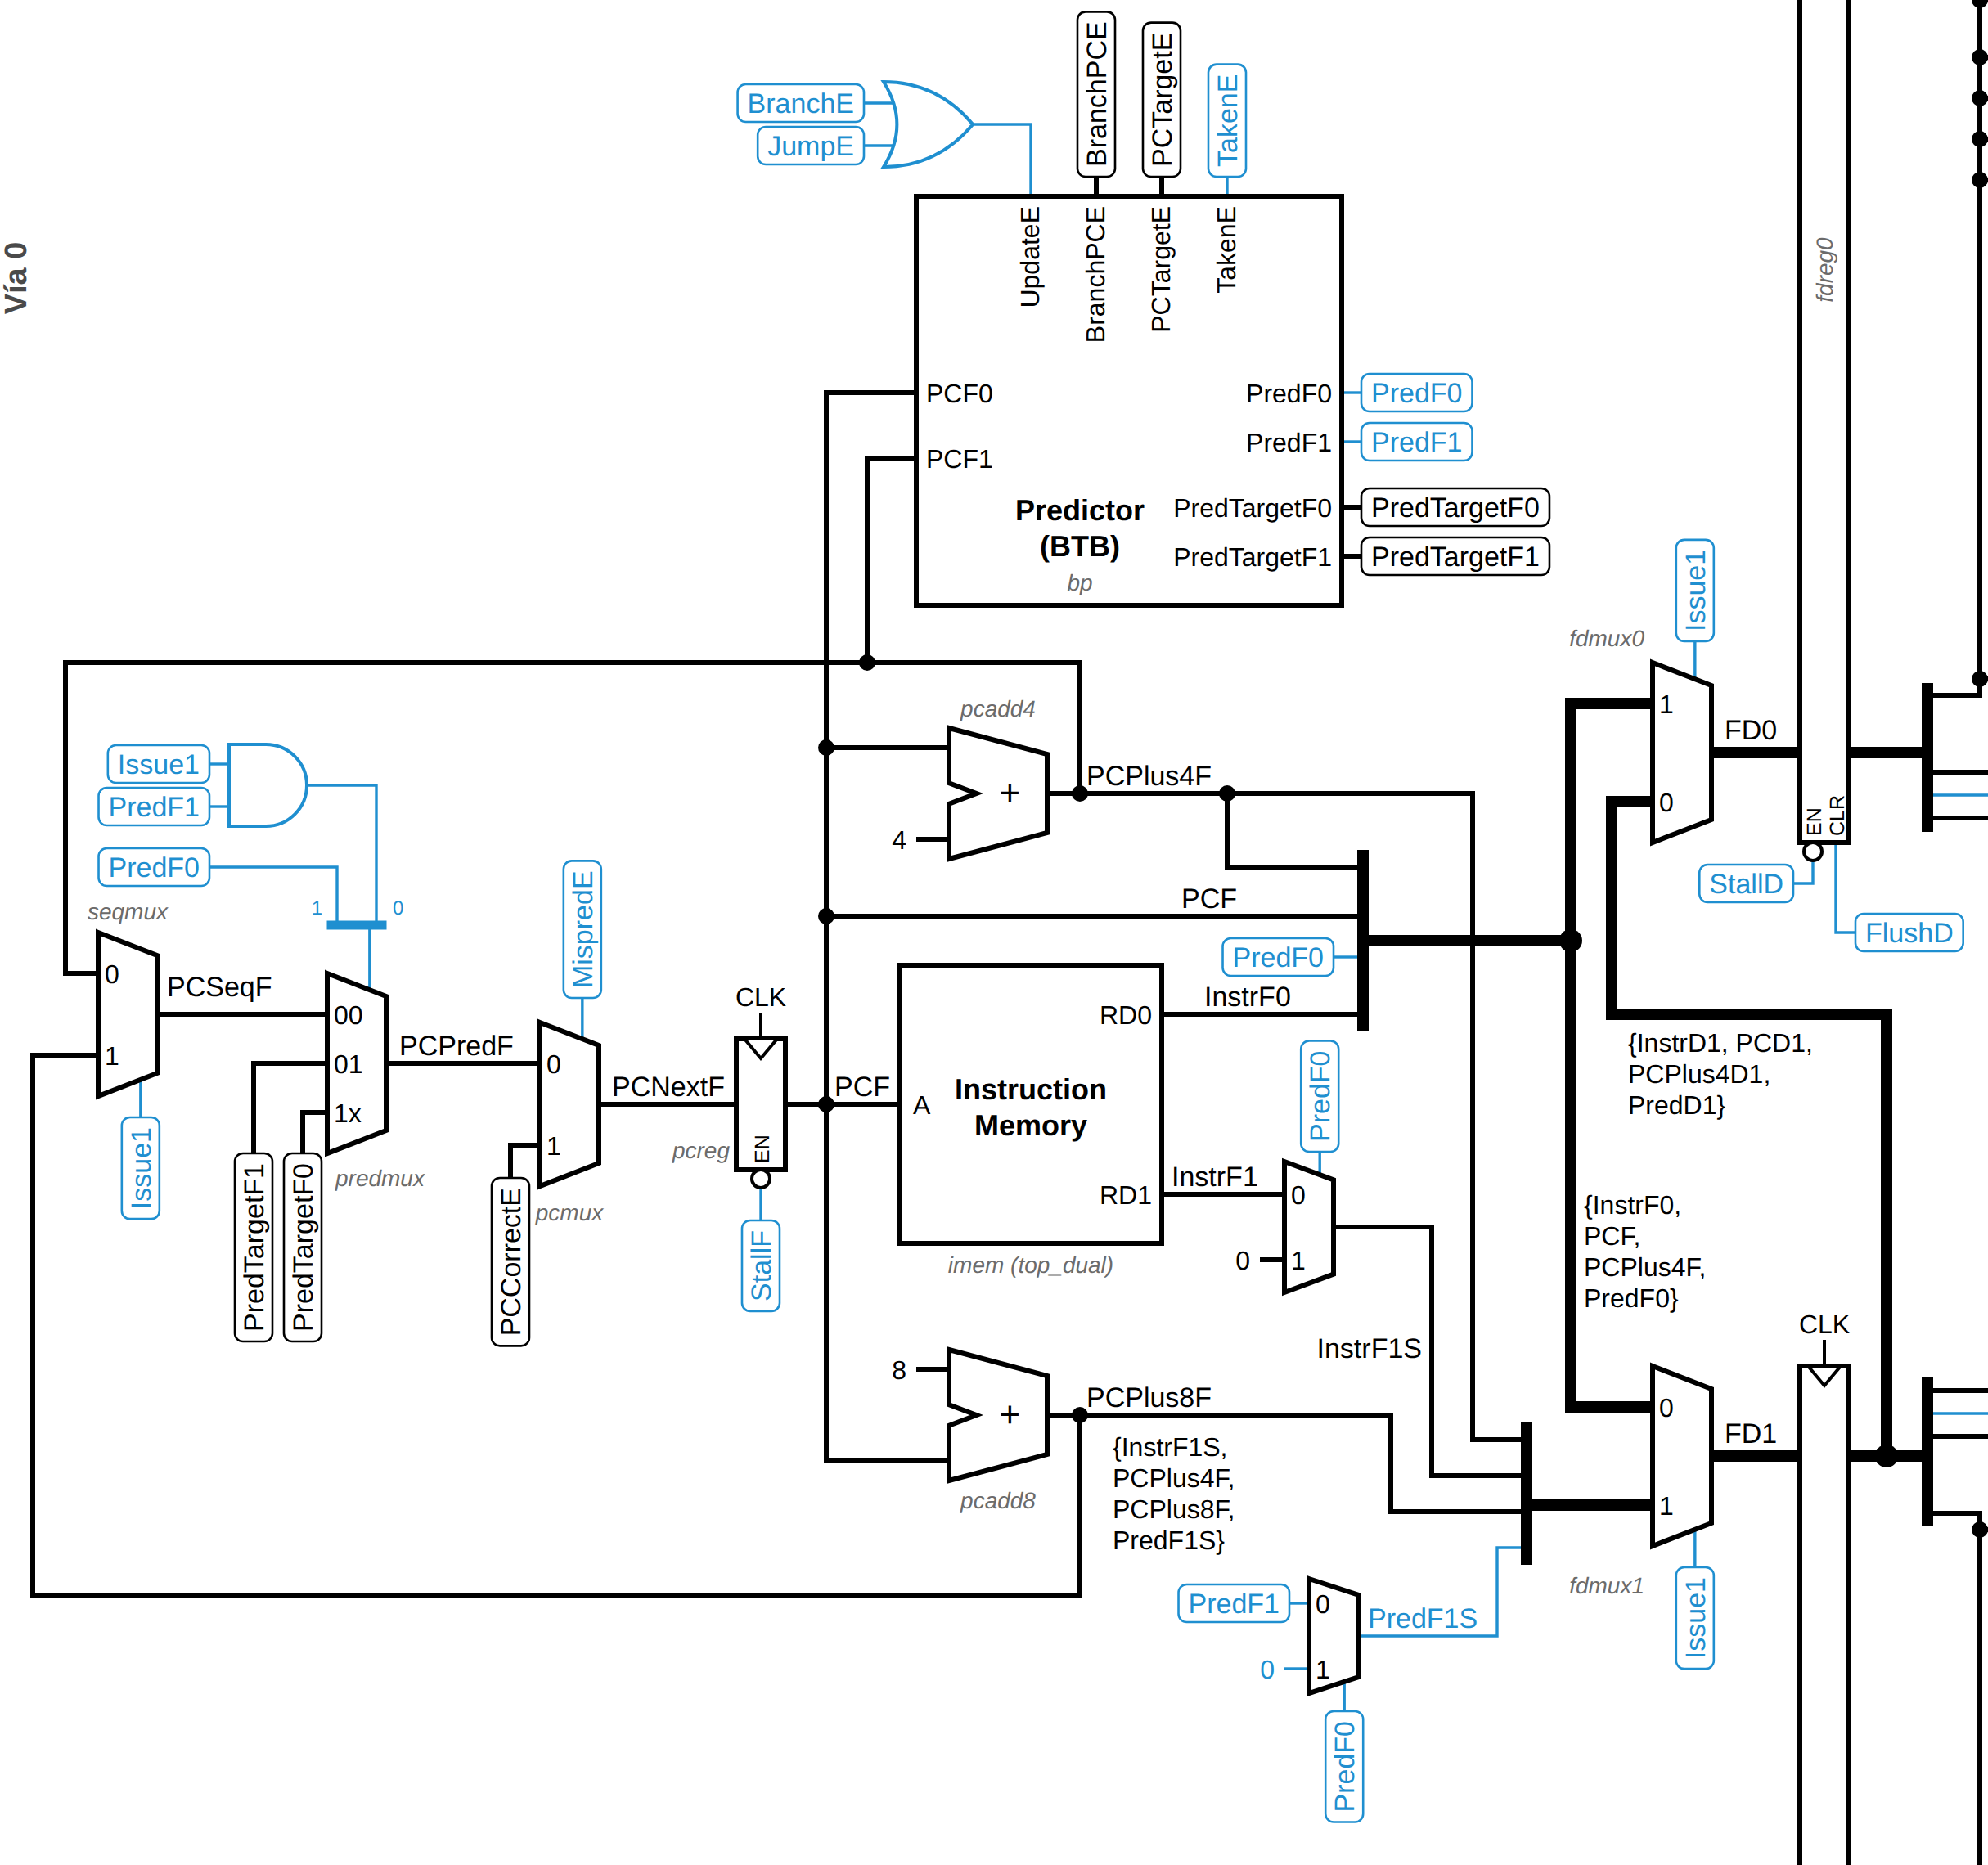 Vía 0
BranchE
JumpE
BranchPCE
PCTargetE
TakenE
UpdateE
BranchPCE
PCTargetE
TakenE
PCF0
PCF1
PredF0
PredF1
PredTargetF0
PredTargetF1
Predictor
(BTB)
bp
PredF0
PredF1
PredTargetF0
PredTargetF1
fdreg0
Issue1
fdmux0
1
0
FD0
EN
CLR
StallD
FlushD
pcadd4
+
4
PCPlus4F
Issue1
PredF1
PredF0
1
0
seqmux
0
1
PCSeqF
Issue1
00
01
1x
PredTargetF1
PredTargetF0
predmux
PCPredF
MispredE
0
1
PCCorrectE
pcmux
PCNextF
CLK
EN
pcreg
StallF
PCF
PCF
PredF0
InstrF0
A
RD0
Instruction
Memory
RD1
imem (top_dual)
InstrF1
PredF0
0
0
1
InstrF1S
{InstrD1, PCD1,
PCPlus4D1,
PredD1}
{InstrF0,
PCF,
PCPlus4F,
PredF0}
8
+
pcadd8
PCPlus8F
{InstrF1S,
PCPlus4F,
PCPlus8F,
PredF1S}
PredF1
0
0
1
PredF1S
PredF0
CLK
0
1
FD1
fdmux1
Issue1